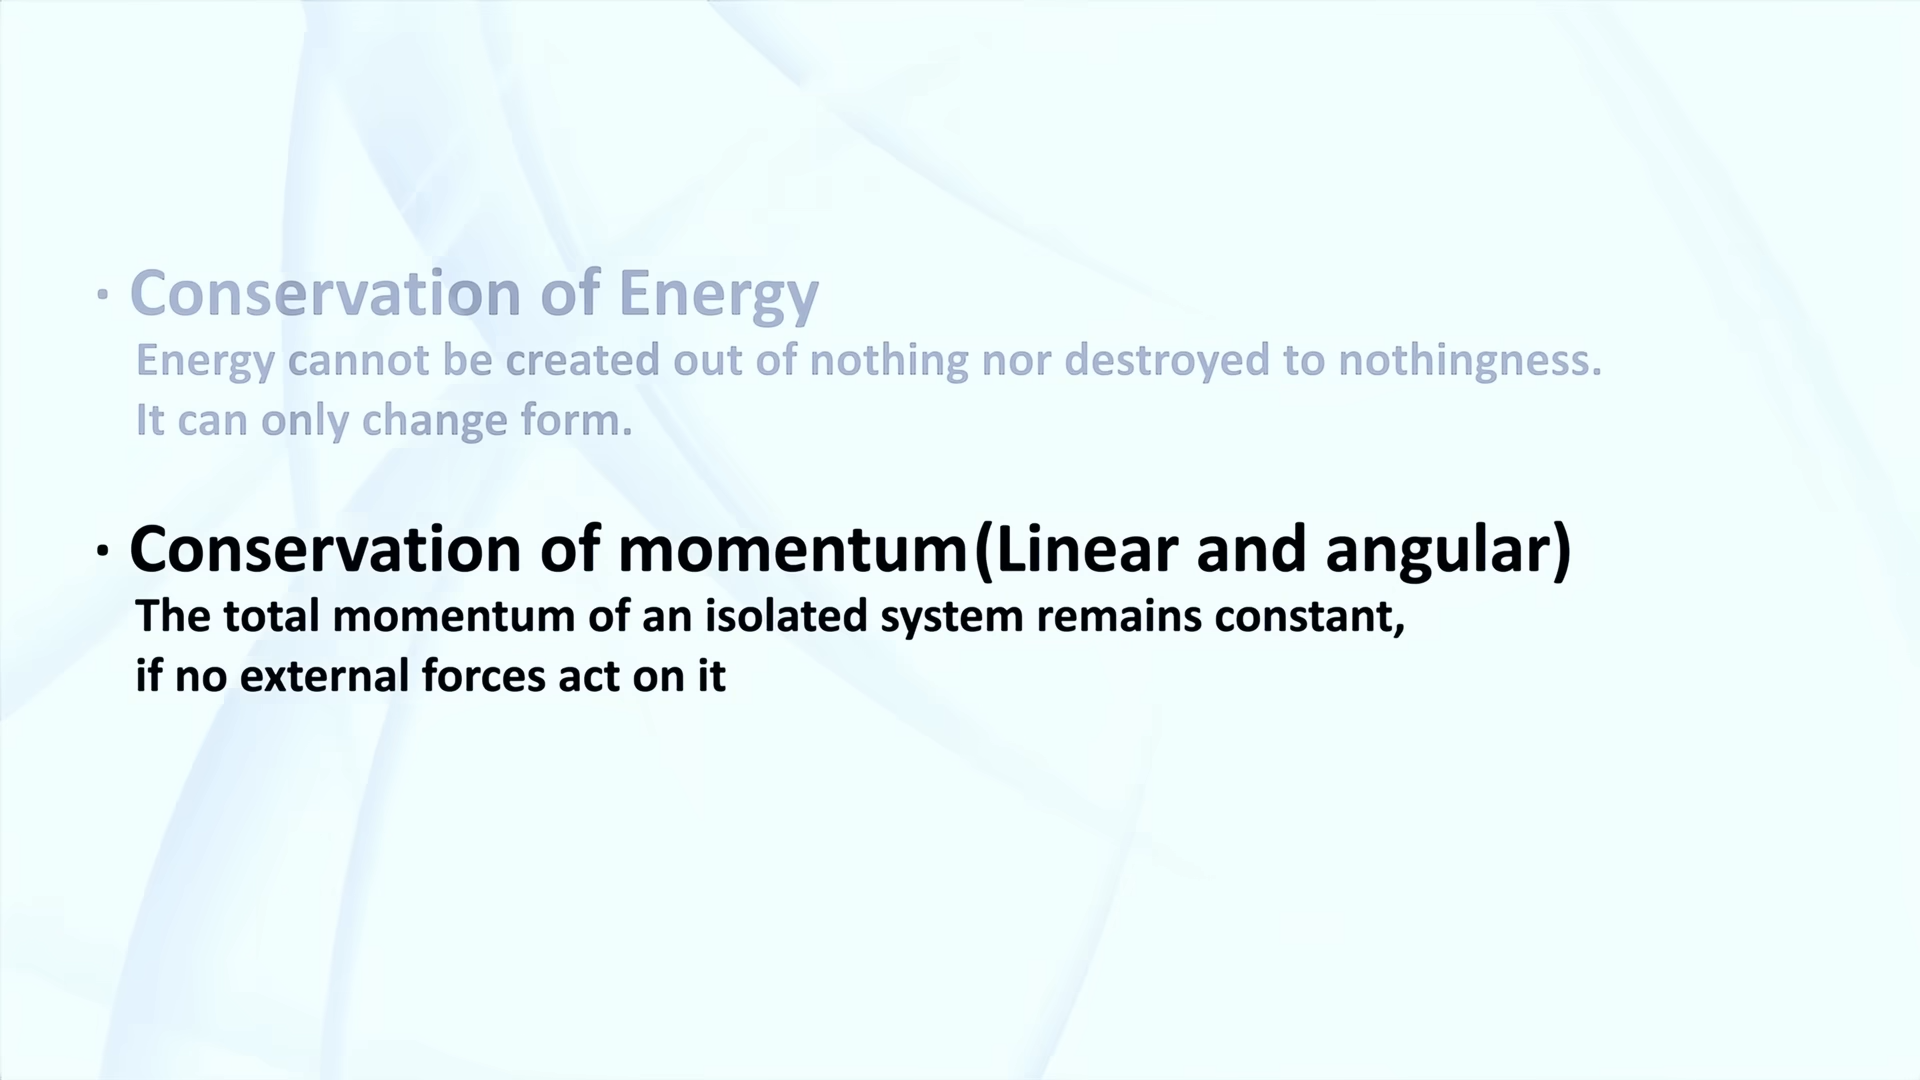 · Conservation of Energy
Energy cannot be created out of nothing nor destroyed to nothingness.
It can only change form.
· Conservation of momentum(Linear and angular)
The total momentum of an isolated system remains constant,
if no external forces act on it